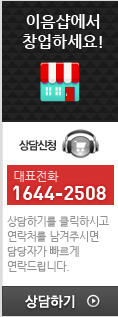 이음샵에서
창업하세요!
상담신청
대표전화
1644-2508
상담하기를 클릭하시고
연락처를 남겨주시면
담당자가 빠르게
연락드립니다.
상담하기